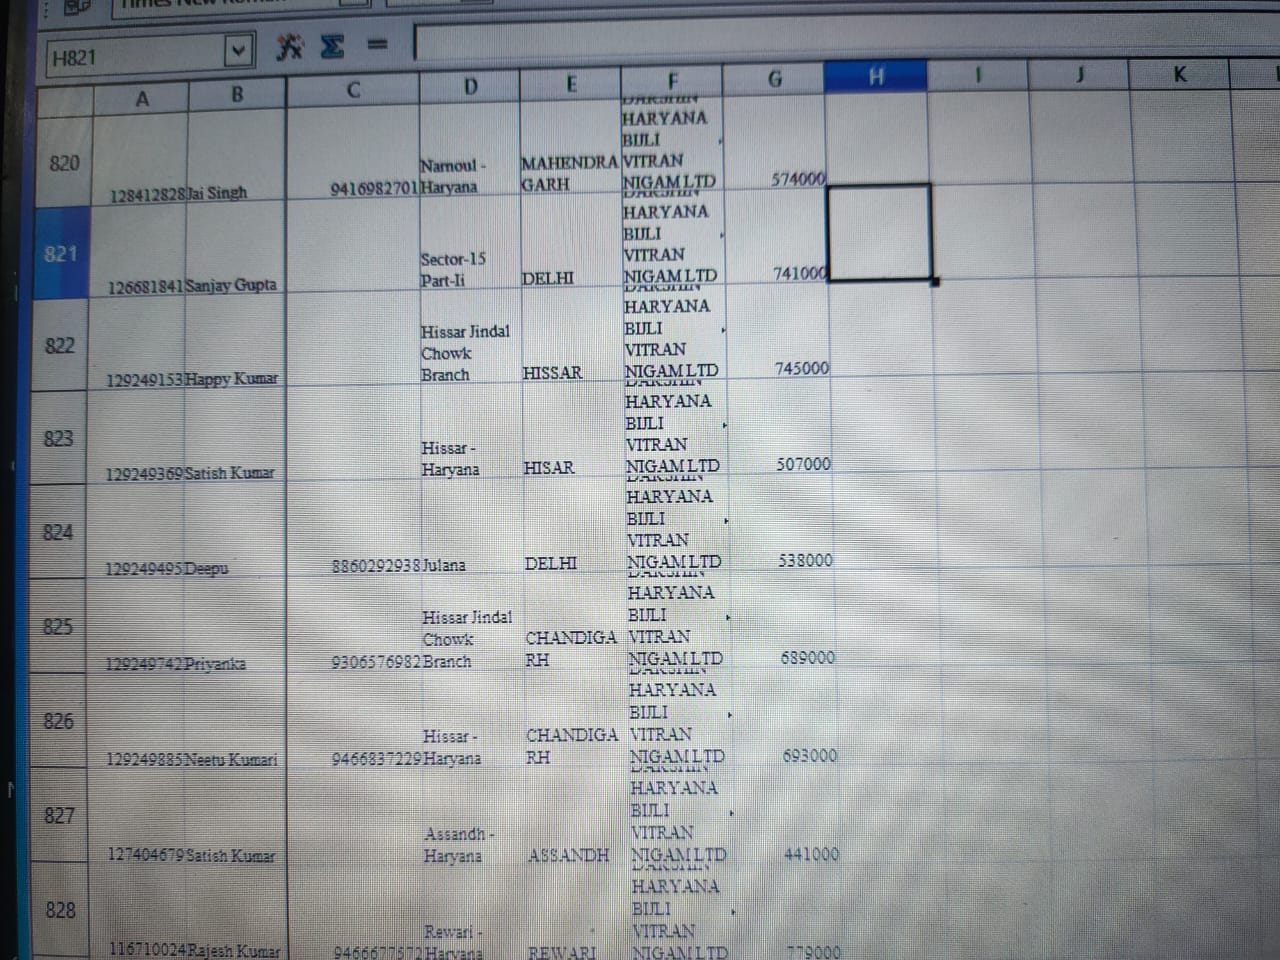 Times New Roman
H821
A B C D E F G H I J K
820 128412828 Jai Singh 9416982701 Narnoul - Haryana MAHENDRAGARH DAKSHIN HARYANA BIJLI VITRAN NIGAM LTD 574000
821 126681841 Sanjay Gupta Sector-15 Part-Ii DELHI DAKSHIN HARYANA BIJLI VITRAN NIGAM LTD 741000
822 129249153 Happy Kumar Hissar Jindal Chowk Branch HISSAR DAKSHIN HARYANA BIJLI VITRAN NIGAM LTD 745000
823 129249369 Satish Kumar Hissar - Haryana HISAR DAKSHIN HARYANA BIJLI VITRAN NIGAM LTD 507000
824 129249495 Deepu 8860292938 Julana DELHI DAKSHIN HARYANA BIJLI VITRAN NIGAM LTD 538000
825 129249742 Priyanka 9306576982 Hissar Jindal Chowk Branch CHANDIGARH DAKSHIN HARYANA BIJLI VITRAN NIGAM LTD 689000
826 129249885 Neetu Kumari 9466837229 Hissar - Haryana CHANDIGARH DAKSHIN HARYANA BIJLI VITRAN NIGAM LTD 693000
827 127404679 Satish Kumar Assandh - Haryana ASSANDH DAKSHIN HARYANA BIJLI VITRAN NIGAM LTD 441000
828 116710024 Rajesh Kumar 9466677572 Rewari - Haryana REWARI DAKSHIN HARYANA BIJLI VITRAN NIGAM LTD 779000